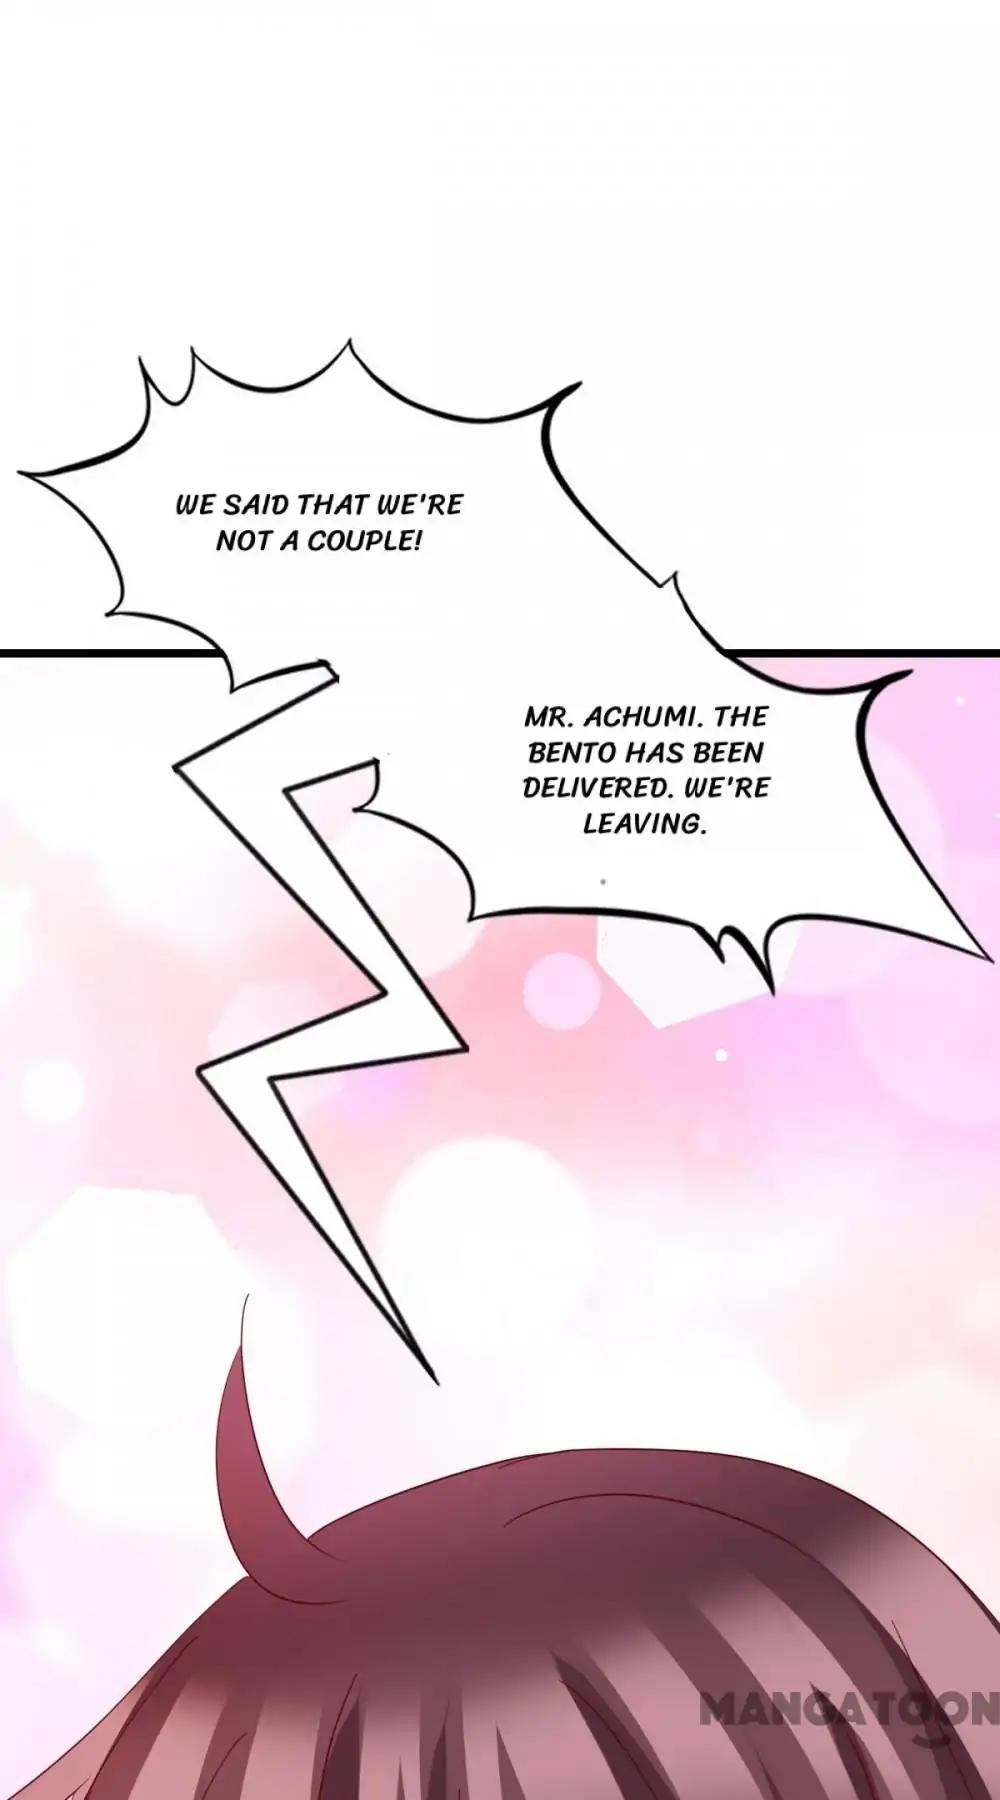 WE SAID THAT WE'RE
NOT A COUPLE!
MR. ACHUMI. THE
BENTO HAS BEEN
DELIVERED. WE'RE
LEAVING.
MANGATOON